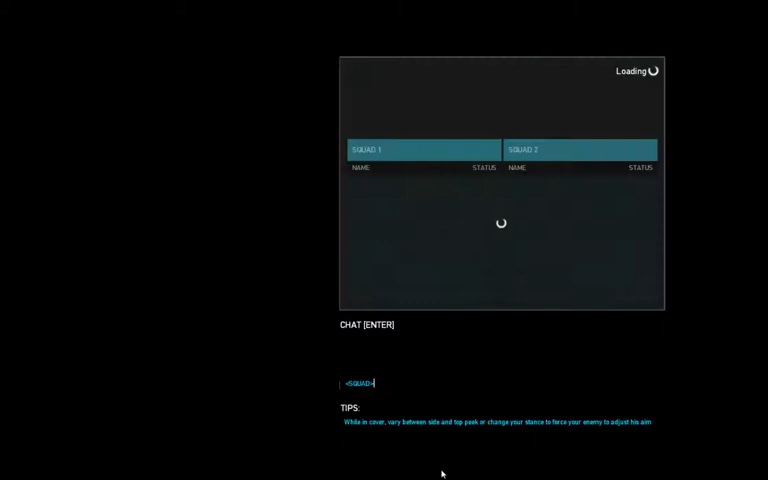 Loading
SQUAD 1 SQUAD 2
NAME STATUS NAME STATUS
CHAT [ENTER]
<SQUAD>
TIPS:
While in cover, vary between side and top peek or change your stance to force your enemy to adjust his aim